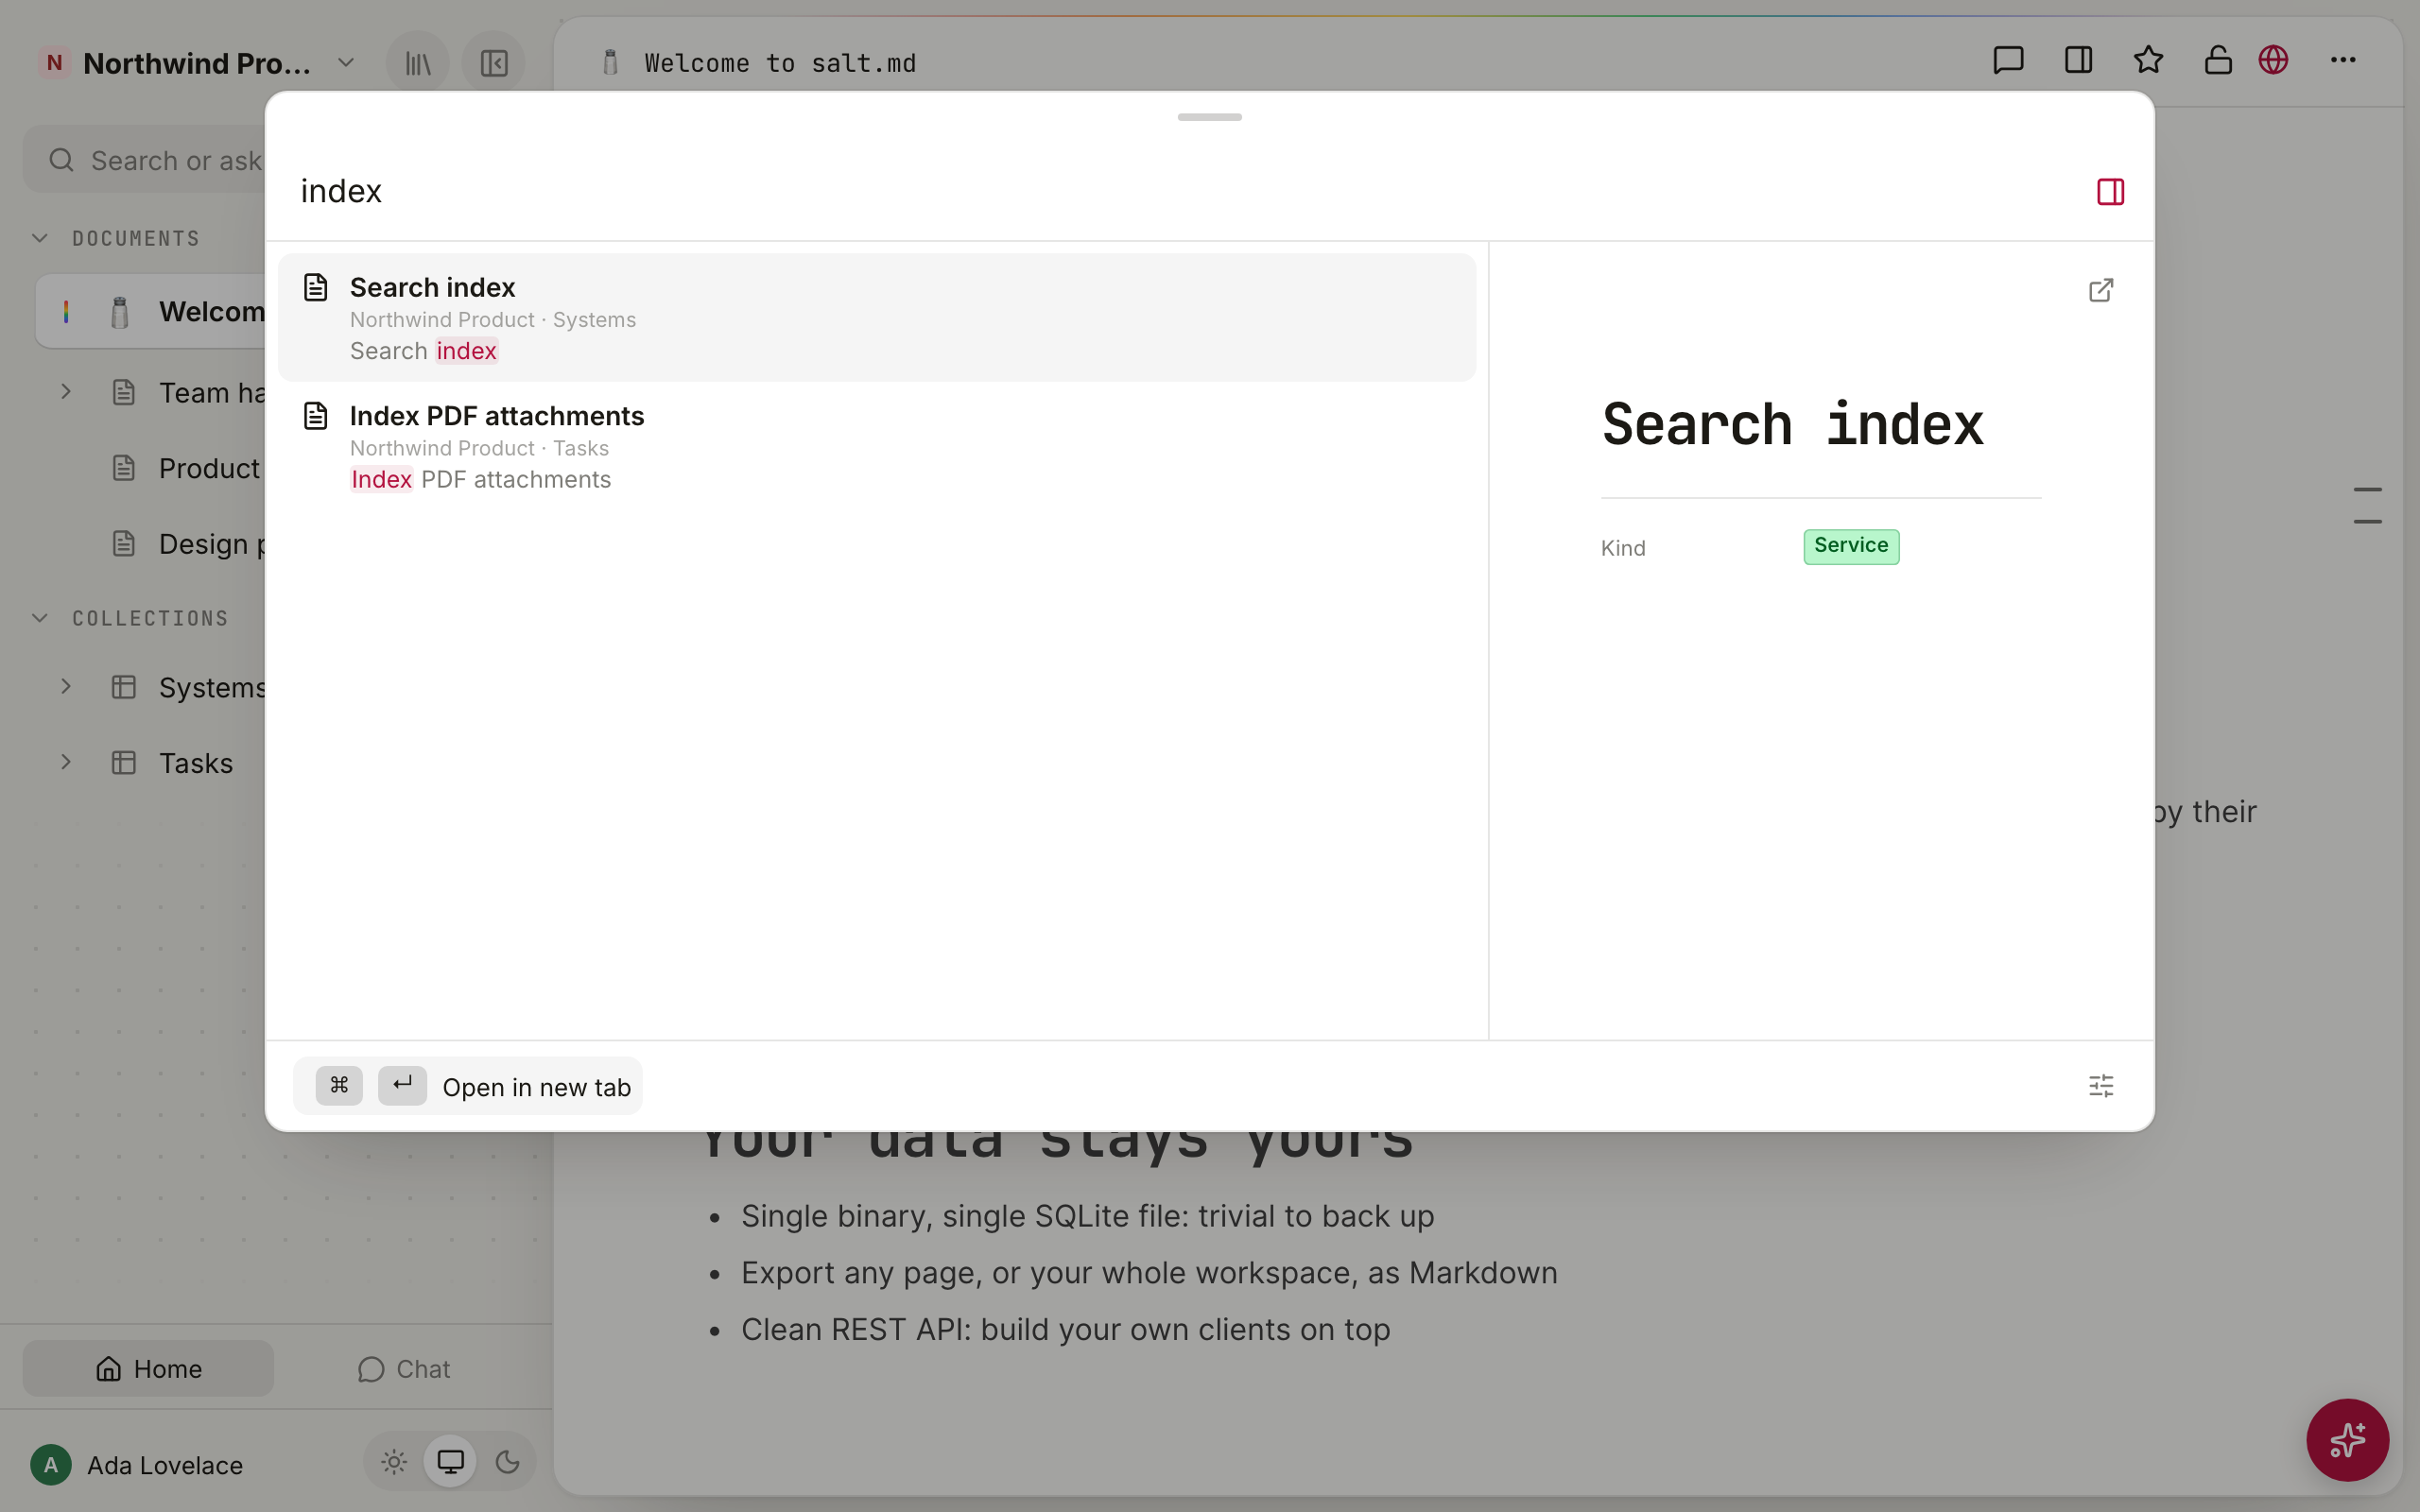 N Northwind Pro...
Welcome to salt.md
Search or ask
index
DOCUMENTS
Welcom
Team ha
Product
Design p
COLLECTIONS
Systems
Tasks
Search index
Northwind Product · Systems
Search index
Index PDF attachments
Northwind Product · Tasks
Index PDF attachments
Search index
Kind Service
by their
⌘ ↵ Open in new tab
Your data stays yours
• Single binary, single SQLite file: trivial to back up
• Export any page, or your whole workspace, as Markdown
• Clean REST API: build your own clients on top
Home Chat
A Ada Lovelace